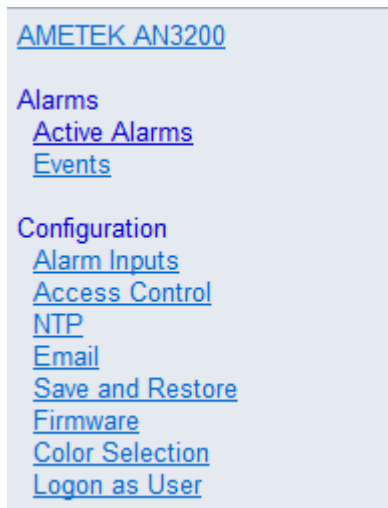 AMETEK AN3200
Alarms
Active Alarms
Events
Configuration
Alarm Inputs
Access Control
NTP
Email
Save and Restore
Firmware
Color Selection
Logon as User